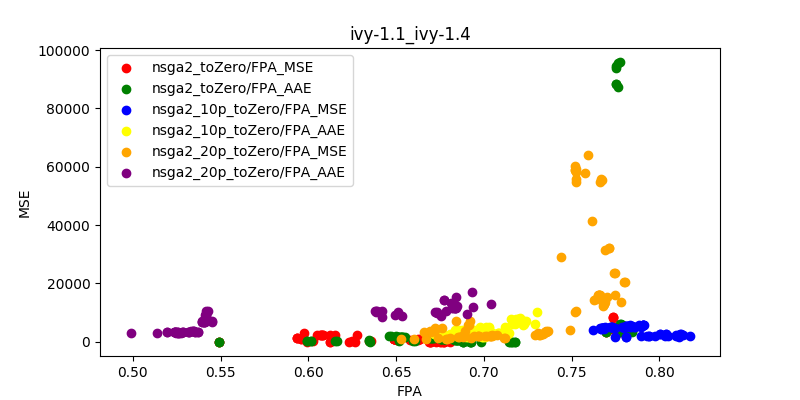 ivy-1.1_ivy-1.4
100000
80000
60000
40000
20000
0
MSE
nsga2_toZero/FPA_MSE
nsga2_toZero/FPA_AAE
nsga2_10p_toZero/FPA_MSE
nsga2_10p_toZero/FPA_AAE
nsga2_20p_toZero/FPA_MSE
nsga2_20p_toZero/FPA_AAE
0.50 0.55 0.60 0.65 0.70 0.75 0.80
FPA